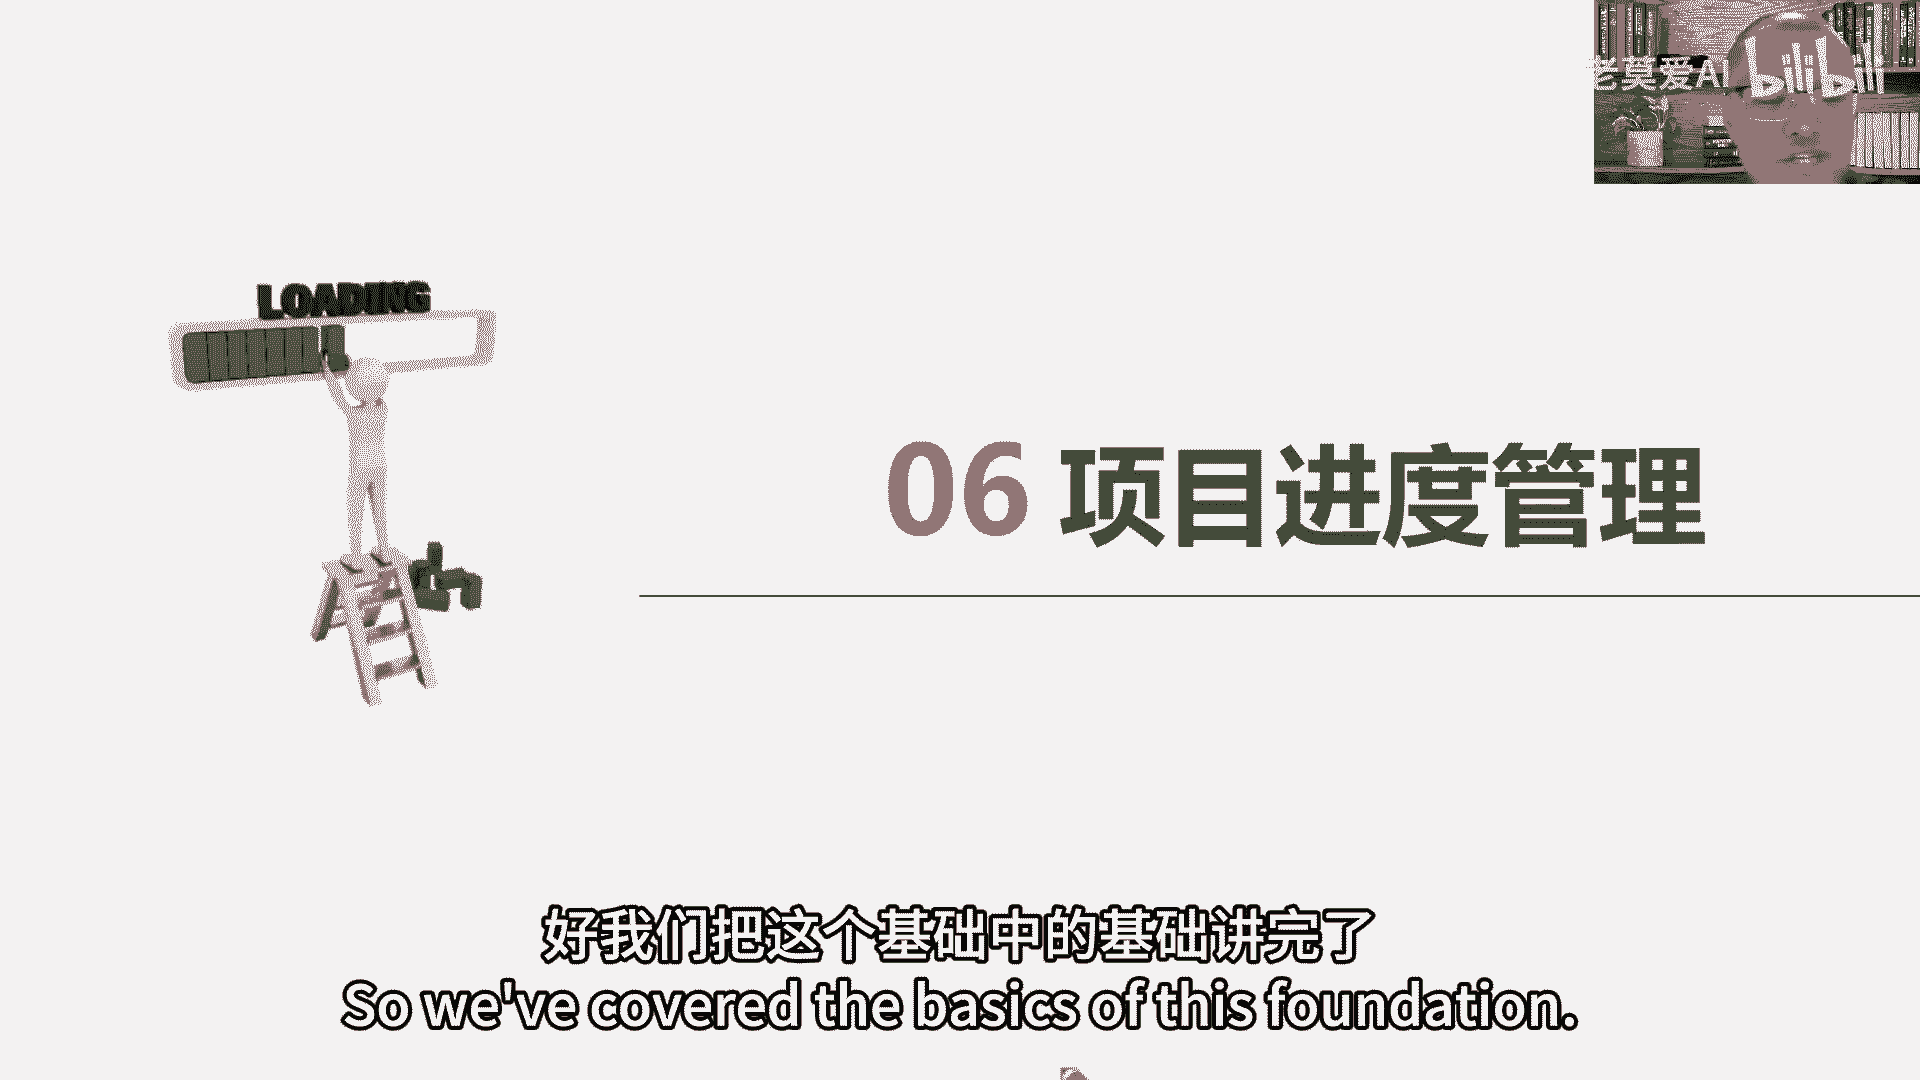 老莫爱AI bilibili
LOADING
06 项目进度管理
好我们把这个基础中的基础讲完了
So we've covered the basics of this foundation.